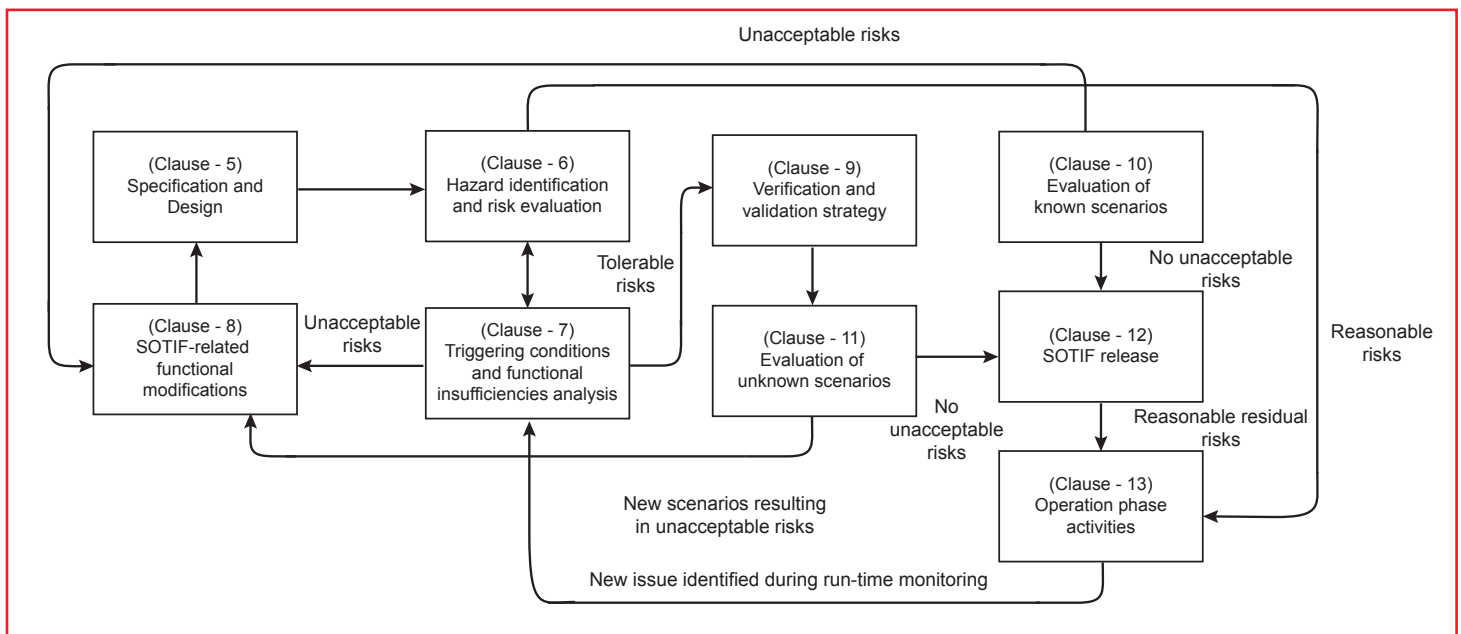 Unacceptable risks
(Clause - 5)
Specification and
Design
(Clause - 6)
Hazard identification
and risk evaluation
(Clause - 9)
Verification and
validation strategy
(Clause - 10)
Evaluation of
known scenarios
Tolerable
risks
No unacceptable
risks
(Clause - 8)
SOTIF-related
functional
modifications
Unacceptable
risks
(Clause - 7)
Triggering conditions
and functional
insufficiencies analysis
(Clause - 11)
Evaluation of
unknown scenarios
(Clause - 12)
SOTIF release
Reasonable
risks
No
unacceptable
risks
Reasonable residual
risks
(Clause - 13)
Operation phase
activities
New scenarios resulting
in unacceptable risks
New issue identified during run-time monitoring